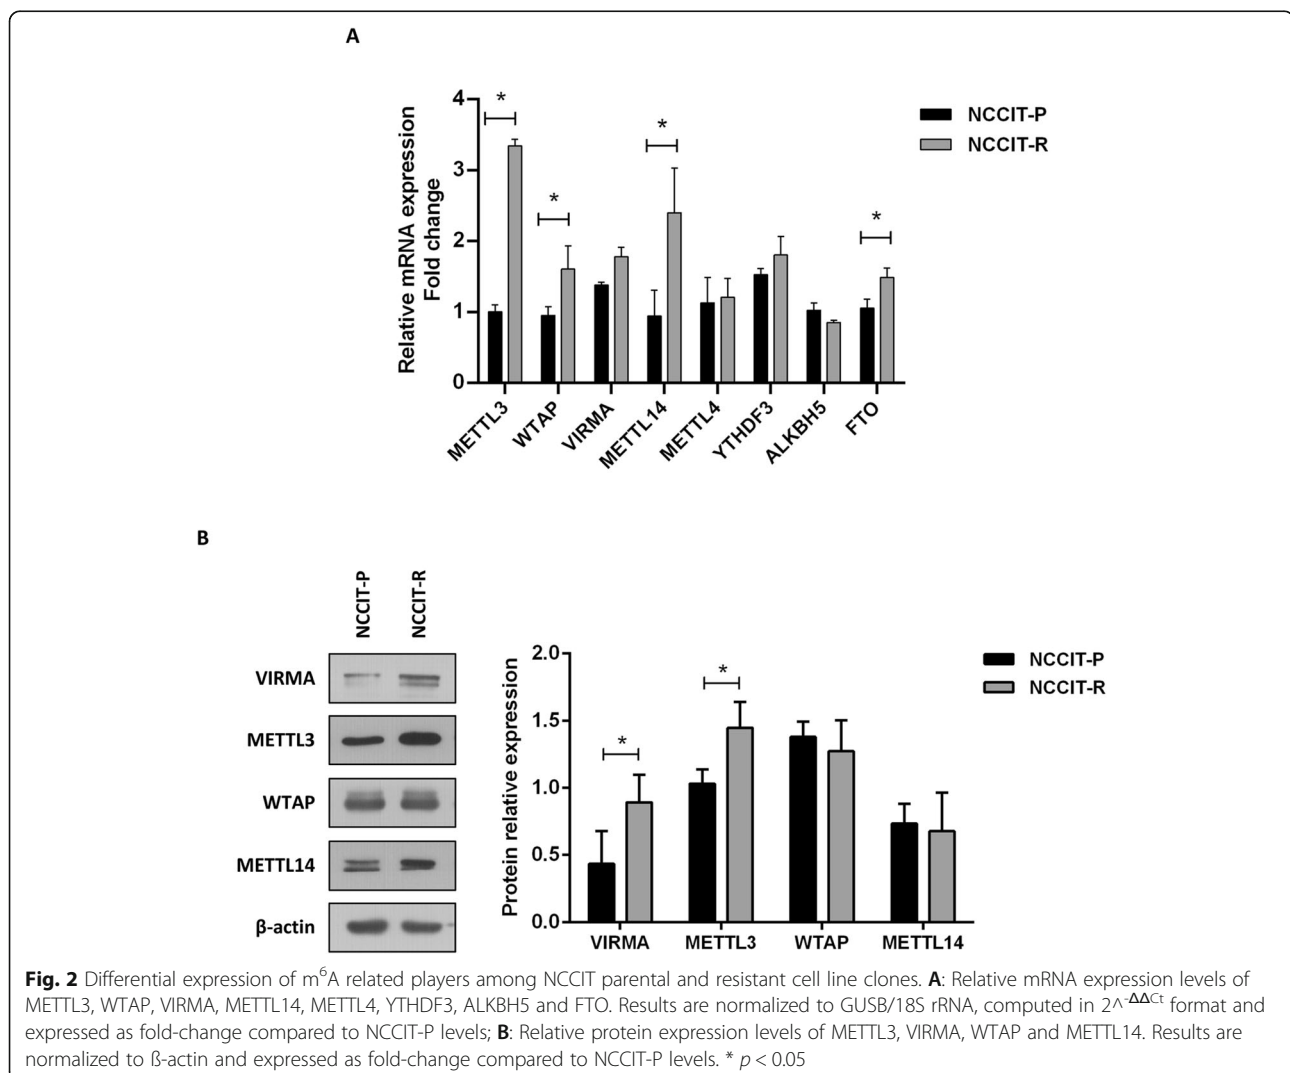 A
Relative mRNA expression
Fold change
4
3
2
1
0
*
*
*
*
NCCIT-P
NCCIT-R
METTL3
WTAP
VIRMA
METTL14
METTL4
YTHDF3
ALKBH5
FTO
B
NCCIT-P
NCCIT-R
VIRMA
METTL3
WTAP
METTL14
β-actin
Protein relative expression
2.0
1.5
1.0
0.5
0.0
*
*
NCCIT-P
NCCIT-R
VIRMA
METTL3
WTAP
METTL14
Fig. 2 Differential expression of m⁶A related players among NCCIT parental and resistant cell line clones. A: Relative mRNA expression levels of
METTL3, WTAP, VIRMA, METTL14, METTL4, YTHDF3, ALKBH5 and FTO. Results are normalized to GUSB/18S rRNA, computed in 2^-ΔΔCt format and
expressed as fold-change compared to NCCIT-P levels; B: Relative protein expression levels of METTL3, VIRMA, WTAP and METTL14. Results are
normalized to ß-actin and expressed as fold-change compared to NCCIT-P levels. * p < 0.05